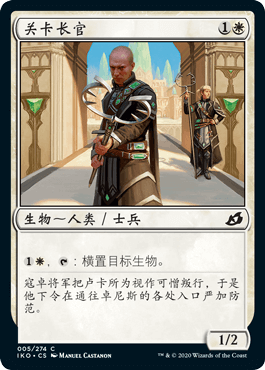 关卡长官 1
生物~人类 / 士兵
1 , : 横置目标生物。
寇卓将军把卢卡所为视作可憎叛行,于是
他下令在通往卓尼斯的各处入口严加防
范。
1/2
005/274 C
IKO • CS MANUEL CASTAÑON
™ & © 2020 Wizards of the Coast